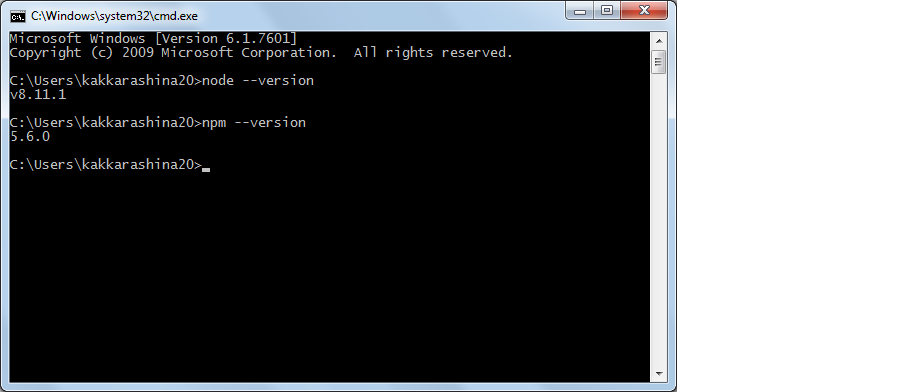 C:\Windows\system32\cmd.exe
Microsoft Windows [Version 6.1.7601]
Copyright (c) 2009 Microsoft Corporation.  All rights reserved.
C:\Users\kakkarashina20>node --version
v8.11.1
C:\Users\kakkarashina20>npm --version
5.6.0
C:\Users\kakkarashina20>